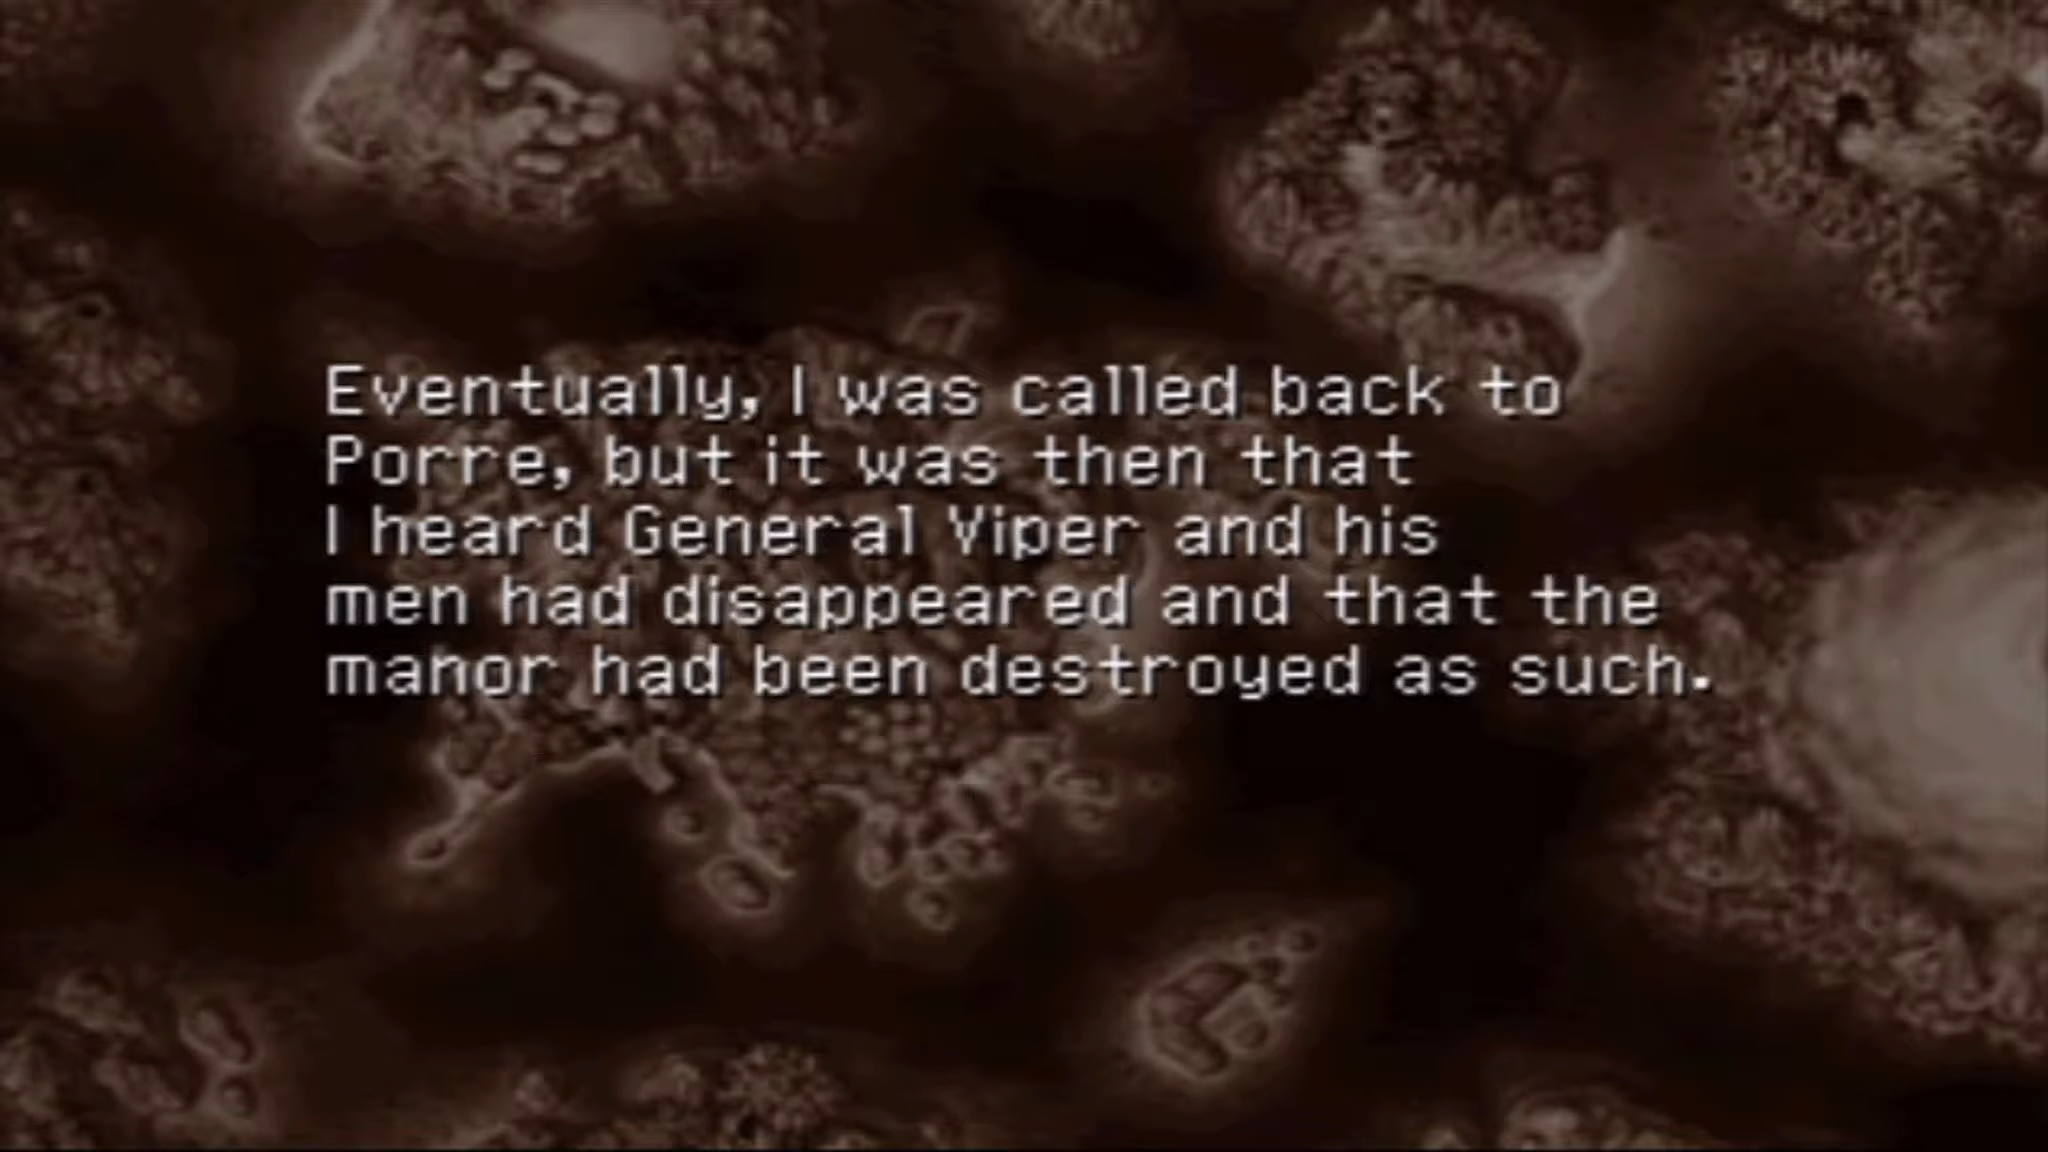 Eventually, I was called back to
Porre, but it was then that
I heard General Viper and his
men had disappeared and that the
manor had been destroyed as such.